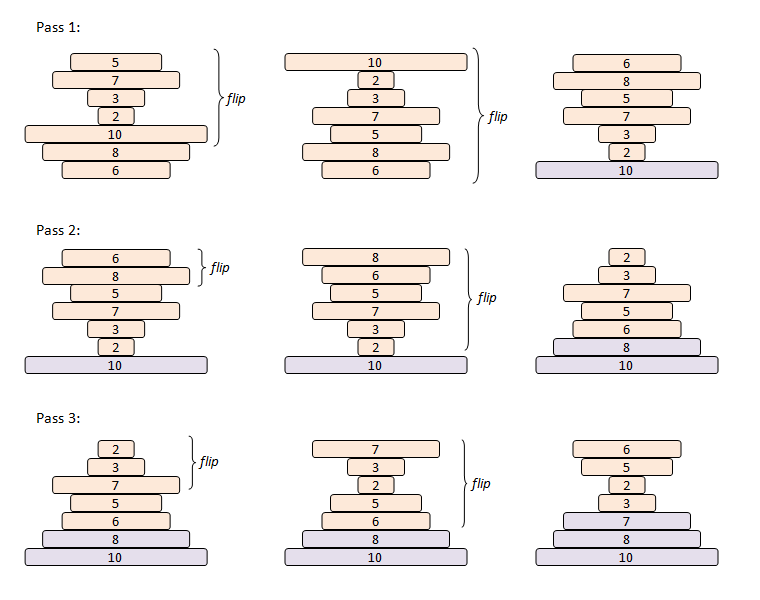 Pass 1:
5 10 6
7 2 8
3 flip 3 flip 5
2 7 7
10 5 3
8 8 2
6 6 10
Pass 2:
6 8 2
8 flip 6 3
5 5 flip 7
7 7 5
3 3 6
2 2 8
10 10 10
Pass 3:
2 7 6
3 flip 3 5
7 2 flip 2
5 5 3
6 6 7
8 8 8
10 10 10